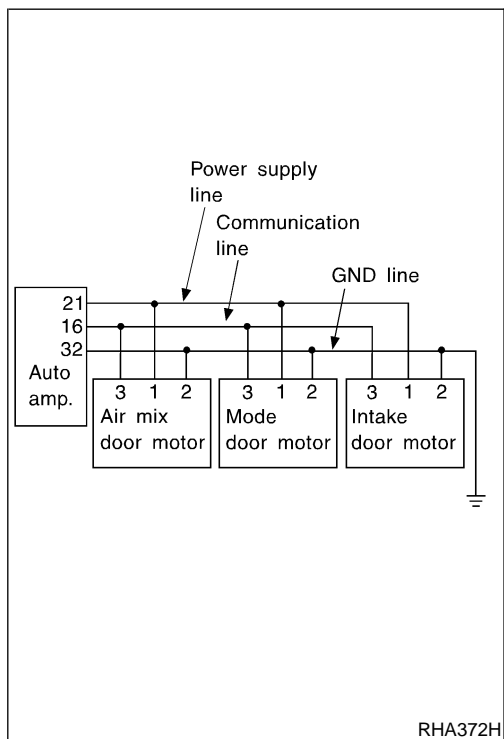 Power supply
line
Communication
line
GND line
21
16
32
Auto
amp.
3 1 2
Air mix
door motor
3 1 2
Mode
door motor
3 1 2
Intake
door motor
RHA372H